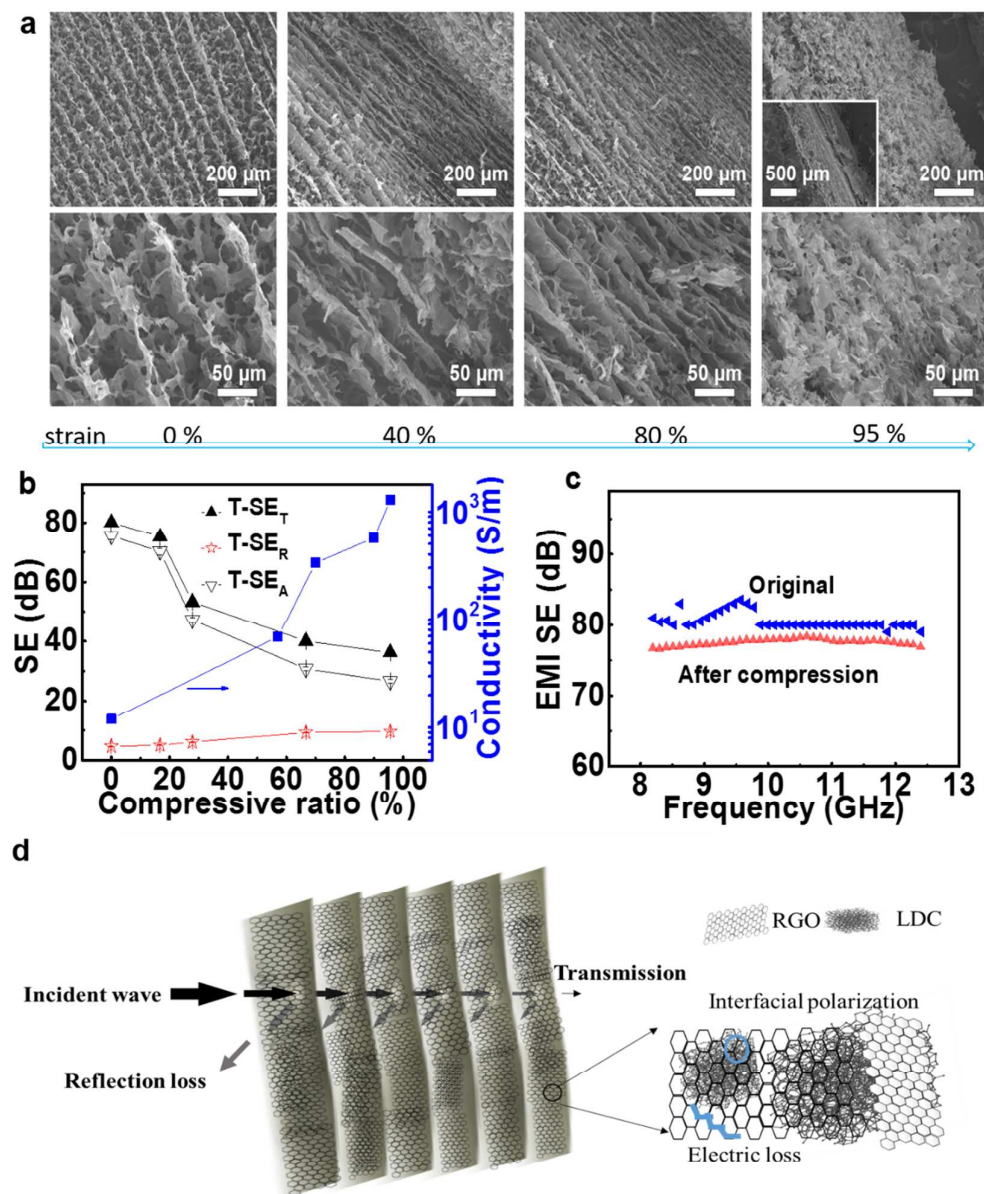 a
200 μm 200 μm 200 μm 500 μm 200 μm
50 μm 50 μm 50 μm 50 μm
strain 0 % 40 % 80 % 95 %
b
SE (dB)
80
60
40
20
0
T-SE_T
T-SE_R
T-SE_A
10^3
10^2
10^1
Conductivity (S/m)
0 20 40 60 80 100
Compressive ratio (%)
c
EMI SE (dB)
90
80
70
60
Original
After compression
8 9 10 11 12 13
Frequency (GHz)
d
RGO
LDC
Incident wave
Transmission
Reflection loss
Interfacial polarization
Electric loss